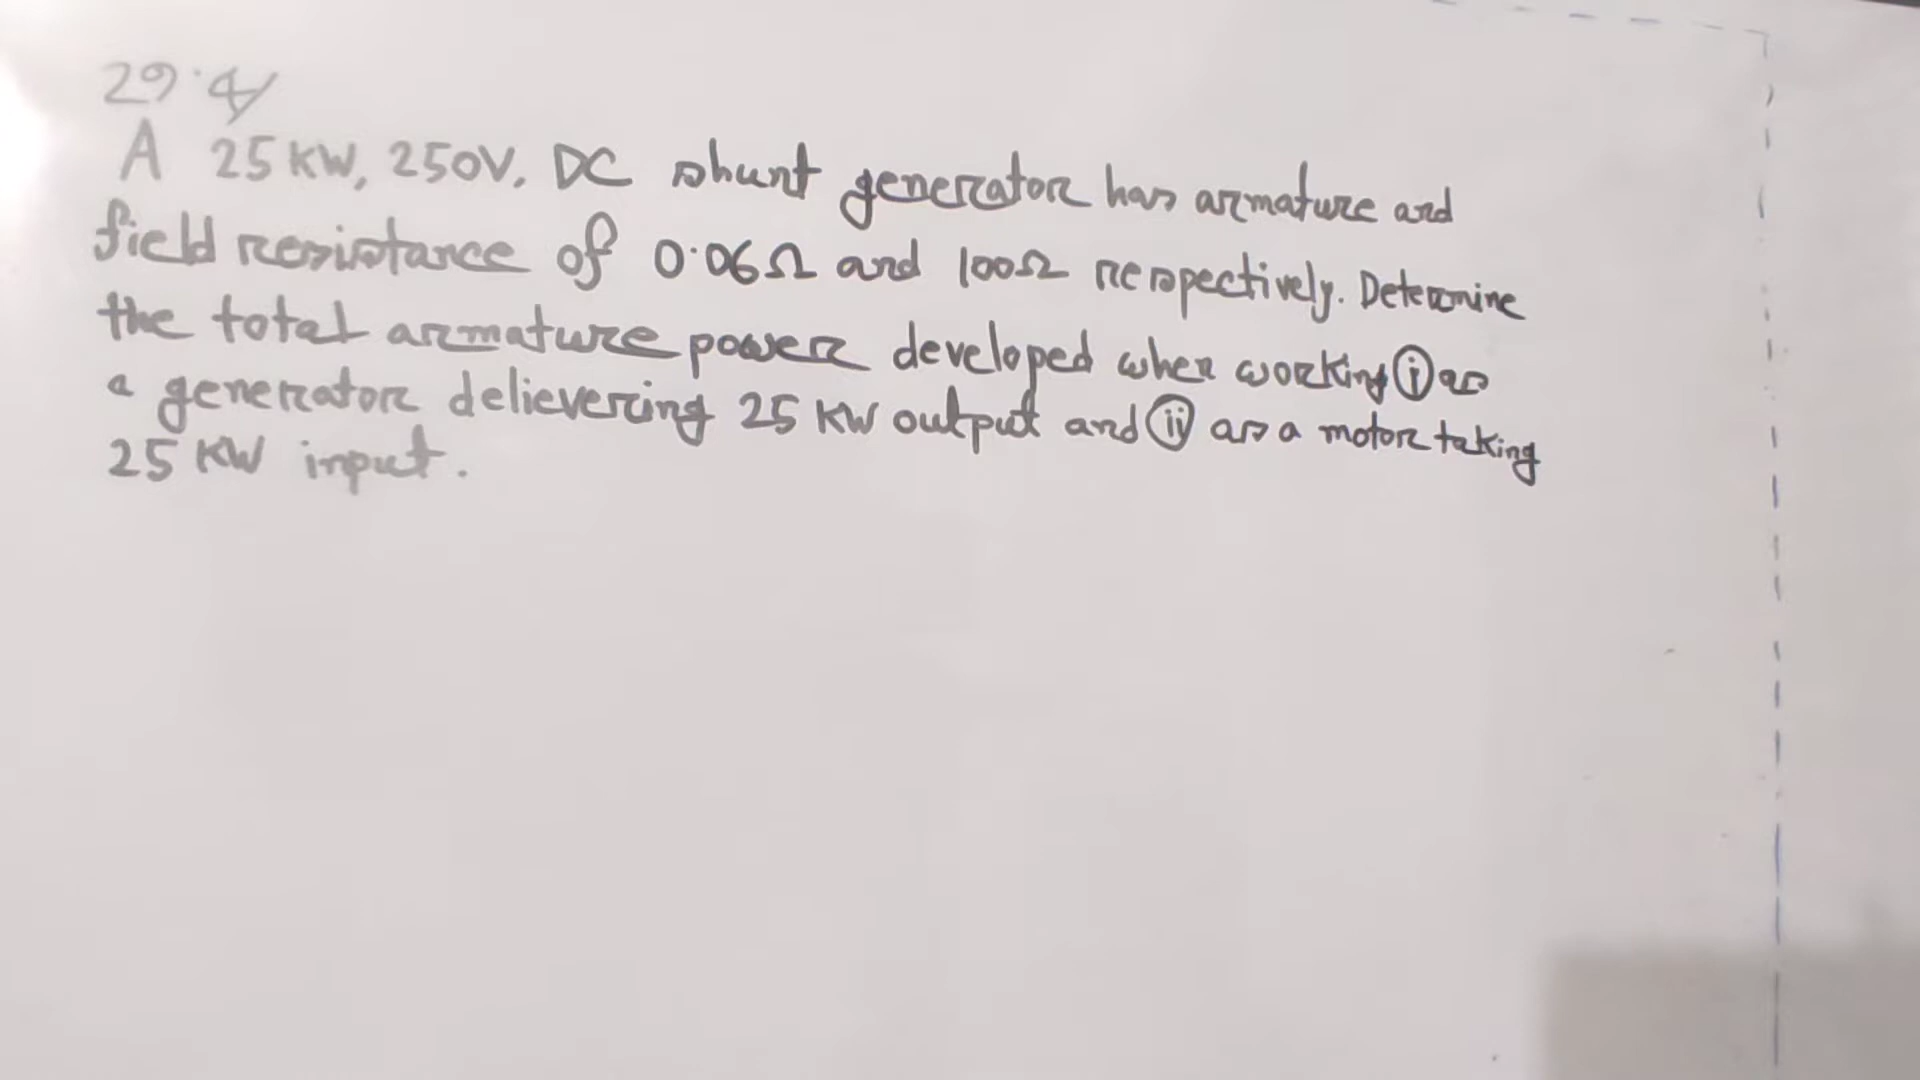 29.4/
A 25 KW, 250V, DC shunt generator has armature and
field resistance of 0.06Ω and 100Ω respectively. Determine
the total armature power developed when working (i) as
a generator delievering 25 KW output and (ii) as a motor taking
25 KW input.